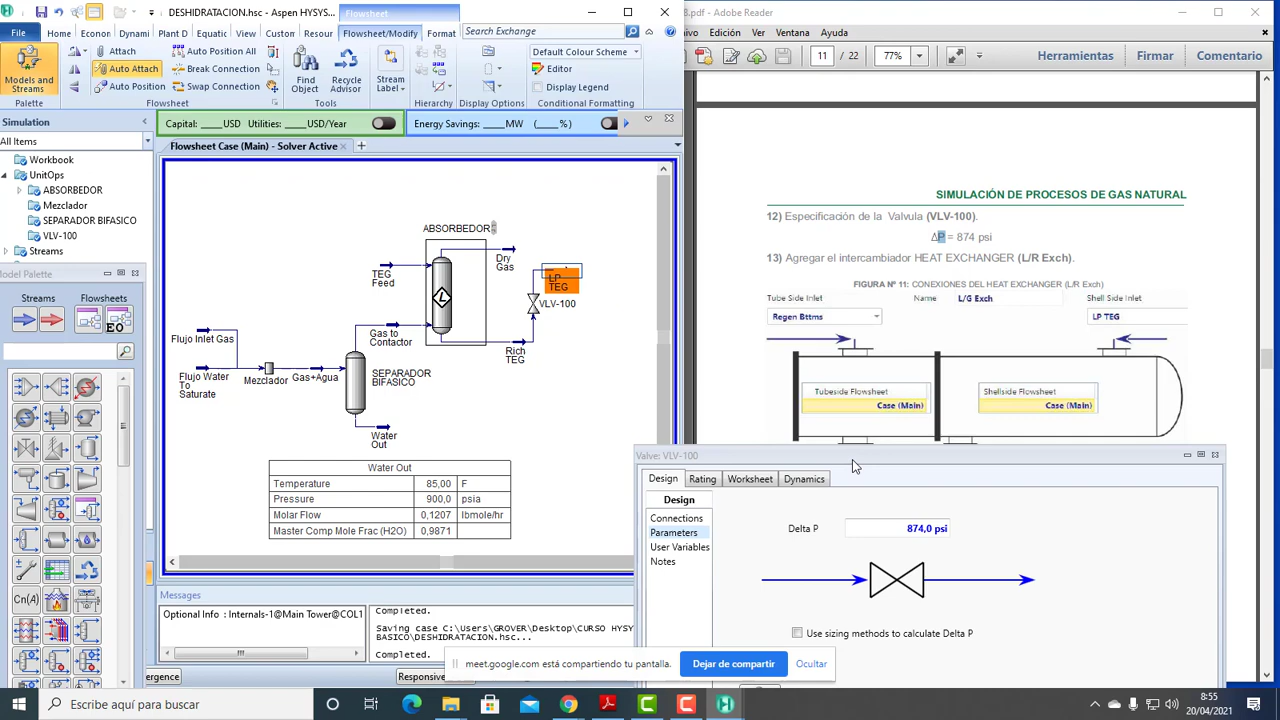 DESHIDRATACION.hsc - Aspen HYSYS
Flowsheet
File Home Econor Dynami Plant D Equatic View Custom Resour Flowsheet/Modify Format Search Exchange
Models and Streams
Palette
Attach
Auto Attach
Auto Position
Auto Position All
Break Connection
Swap Connection
Flowsheet
Find Object
Recycle Advisor
Tools
Stream Label
Hierarchy
Display Options
Default Colour Scheme
Editor
Display Legend
Conditional Formatting
Simulation
Capital: ____USD Utilities: ____USD/Year
Energy Savings: ____MW (____%)
All Items
Flowsheet Case (Main) - Solver Active
Workbook
UnitOps
ABSORBEDOR
Mezclador
SEPARADOR BIFASICO
VLV-100
Streams
odel Palette
Streams
Flowsheets
EO
Cn(4)
ABSORBEDOR
Dry Gas
TEG Feed
LP TEG
VLV-100
Gas to Contactor
Rich TEG
Flujo Inlet Gas
Flujo Water To Saturate
Mezclador
Gas+Agua
SEPARADOR BIFASICO
Water Out
Water Out
Temperature 85,00 F
Pressure 900,0 psia
Molar Flow 0,1207 lbmole/hr
Master Comp Mole Frac (H2O) 0,9871
Messages
Optional Info : Internals-1@Main Tower@COL1
Completed.
Saving case C:\Users\GROVER\Desktop\CURSO HYSY
BASICO\DESHIDRATACION.hsc...
Completed.
ergence
Responsive
8.pdf - Adobe Reader
ivo Edición Ver Ventana Ayuda
11 / 22 77% Herramientas Firmar Comentario
SIMULACIÓN DE PROCESOS DE GAS NATURAL
12) Especificación de la Valvula (VLV-100).
ΔP = 874 psi
13) Agregar el intercambiador HEAT EXCHANGER (L/R Exch).
FIGURA Nº 11: CONEXIONES DEL HEAT EXCHANGER (L/R Exch)
Tube Side Inlet Name L/G Exch Shell Side Inlet
Regen Bttms LP TEG
Tubeside Flowsheet Shellside Flowsheet
Case (Main) Case (Main)
Valve: VLV-100
Design Rating Worksheet Dynamics
Design
Connections
Parameters
User Variables
Notes
Delta P 874,0 psi
Use sizing methods to calculate Delta P
meet.google.com está compartiendo tu pantalla. Dejar de compartir Ocultar
Escribe aquí para buscar
8:55
20/04/2021